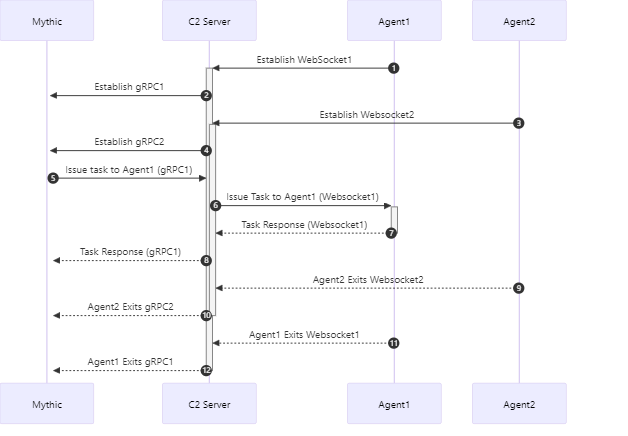 Mythic
C2 Server
Agent1
Agent2
Establish WebSocket1
1
Establish gRPC1
2
Establish Websocket2
3
Establish gRPC2
4
Issue task to Agent1 (gRPC1)
5
Issue Task to Agent1 (Websocket1)
6
Task Response (Websocket1)
7
Task Response (gRPC1)
8
Agent2 Exits Websocket2
9
Agent2 Exits gRPC2
10
Agent1 Exits Websocket1
11
Agent1 Exits gRPC1
12
Mythic
C2 Server
Agent1
Agent2